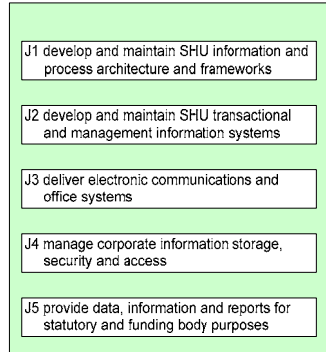 J1 develop and maintain SHU information and
process architecture and frameworks
J2 develop and maintain SHU transactional
and management information systems
J3 deliver electronic communications and
office systems
J4 manage corporate information storage,
security and access
J5 provide data, information and reports for
statutory and funding body purposes